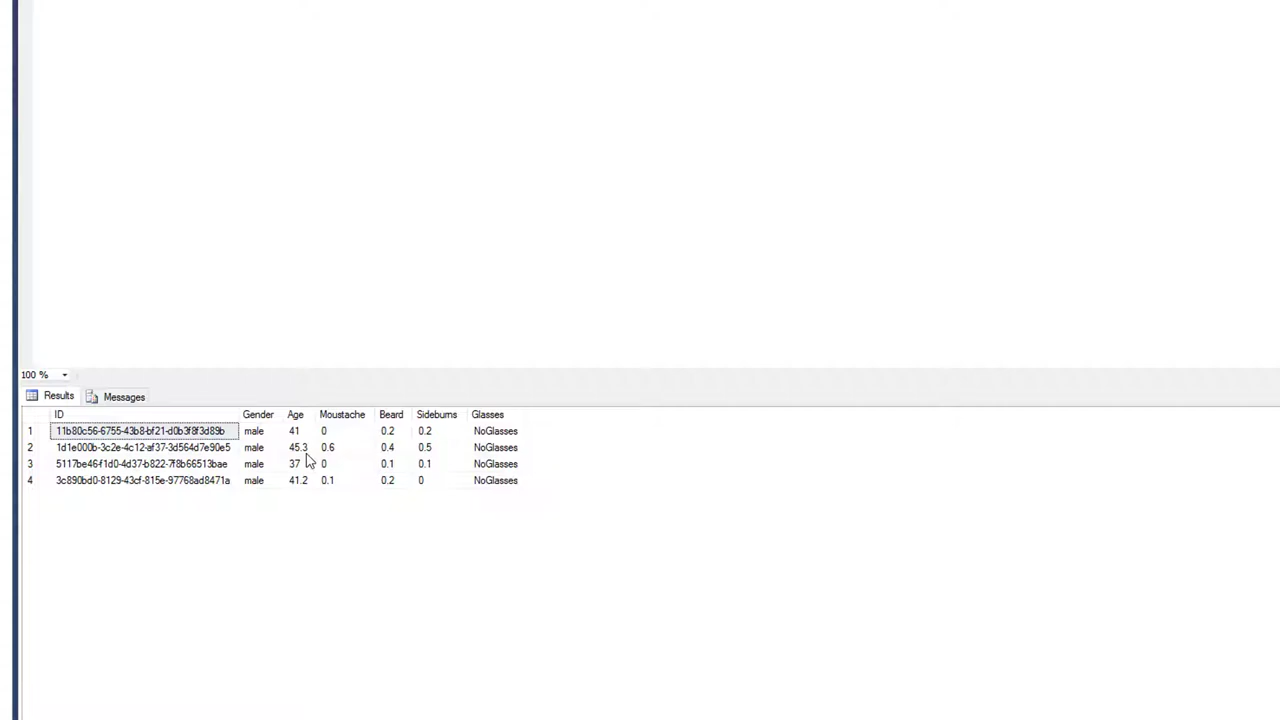 100 %
Results Messages
ID Gender Age Moustache Beard Sideburns Glasses
1 11b80c56-6755-43b8-bf21-d0b3f8f3d89b male 41 0 0.2 0.2 NoGlasses
2 1d1e000b-3c2e-4c12-af37-3d564d7e90e5 male 45.3 0.6 0.4 0.5 NoGlasses
3 5117be46-f1d0-4d37-b822-7f8b66513bae male 37 0 0.1 0.1 NoGlasses
4 3c890bd0-8129-43cf-815e-97768ad8471a male 41.2 0.1 0.2 0 NoGlasses